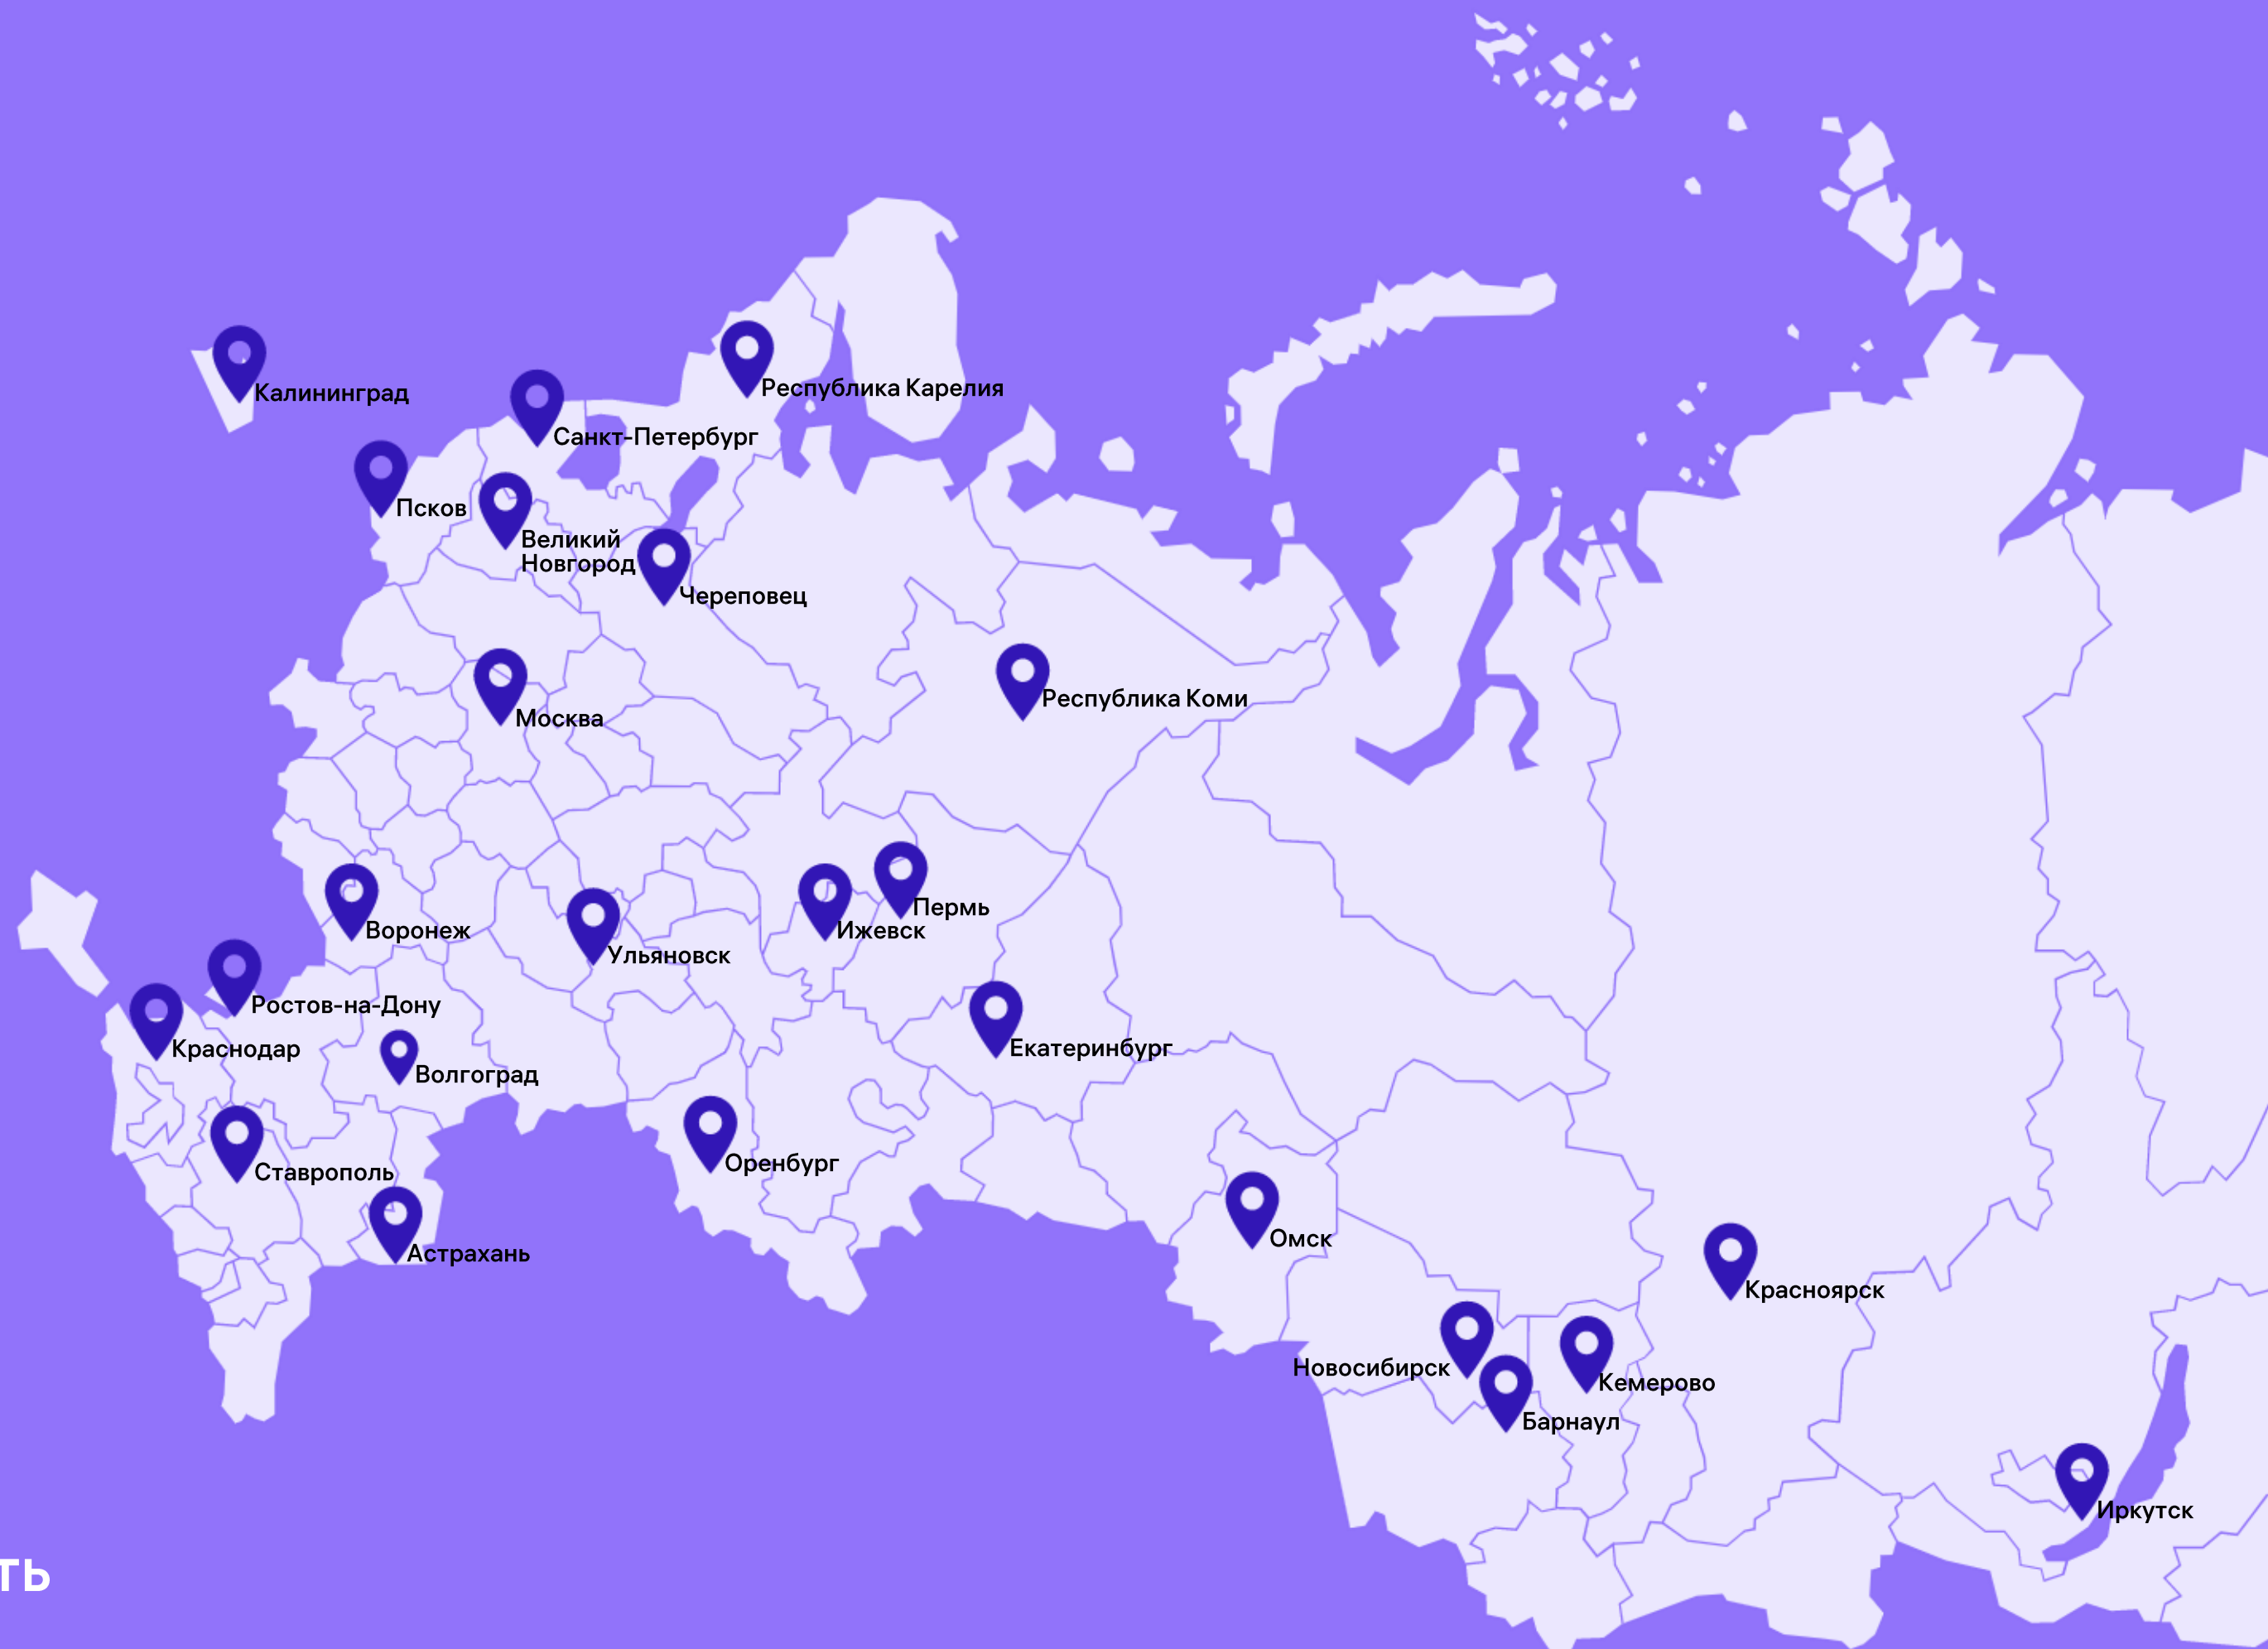 Республика Карелия
Калининград
Санкт-Петербург
Псков
Великий
Новгород
Череповец
Республика Коми
Москва
Пермь
Воронеж
Ижевск
Ульяновск
Ростов-на-Дону
Екатеринбург
Краснодар
Волгоград
Оренбург
Ставрополь
Омск
Астрахань
Красноярск
Новосибирск
Кемерово
Барнаул
Иркутск
ть